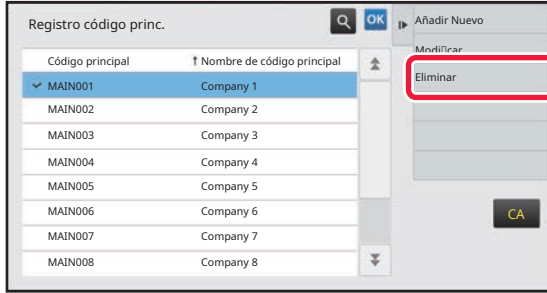 Registro código princ.
OK
Añadir Nuevo
Modificar
Eliminar
Código principal
Nombre de código principal
MAIN001
Company 1
MAIN002
Company 2
MAIN003
Company 3
MAIN004
Company 4
MAIN005
Company 5
MAIN006
Company 6
MAIN007
Company 7
MAIN008
Company 8
CA